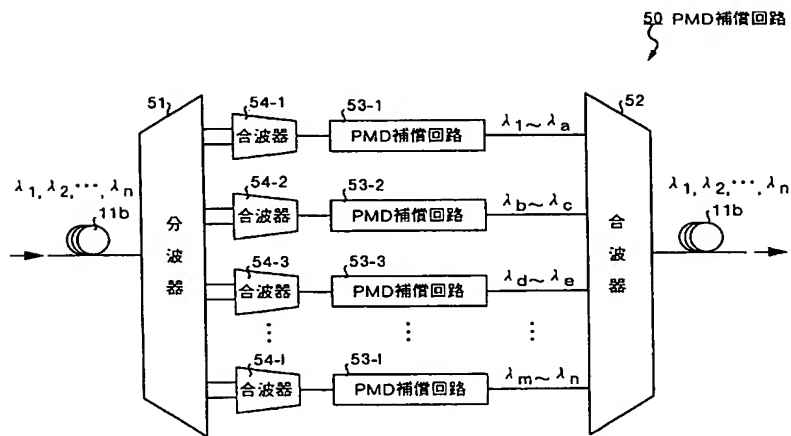 50 PMD補償回路
51
54-1
合波器
53-1
PMD補償回路
λ1~λa
52
λ1, λ2, ···, λn
11b
分波器
54-2
合波器
53-2
PMD補償回路
λb~λc
合波器
λ1, λ2, ···, λn
11b
54-3
合波器
53-3
PMD補償回路
λd~λe
54-l
合波器
53-l
PMD補償回路
λm~λn